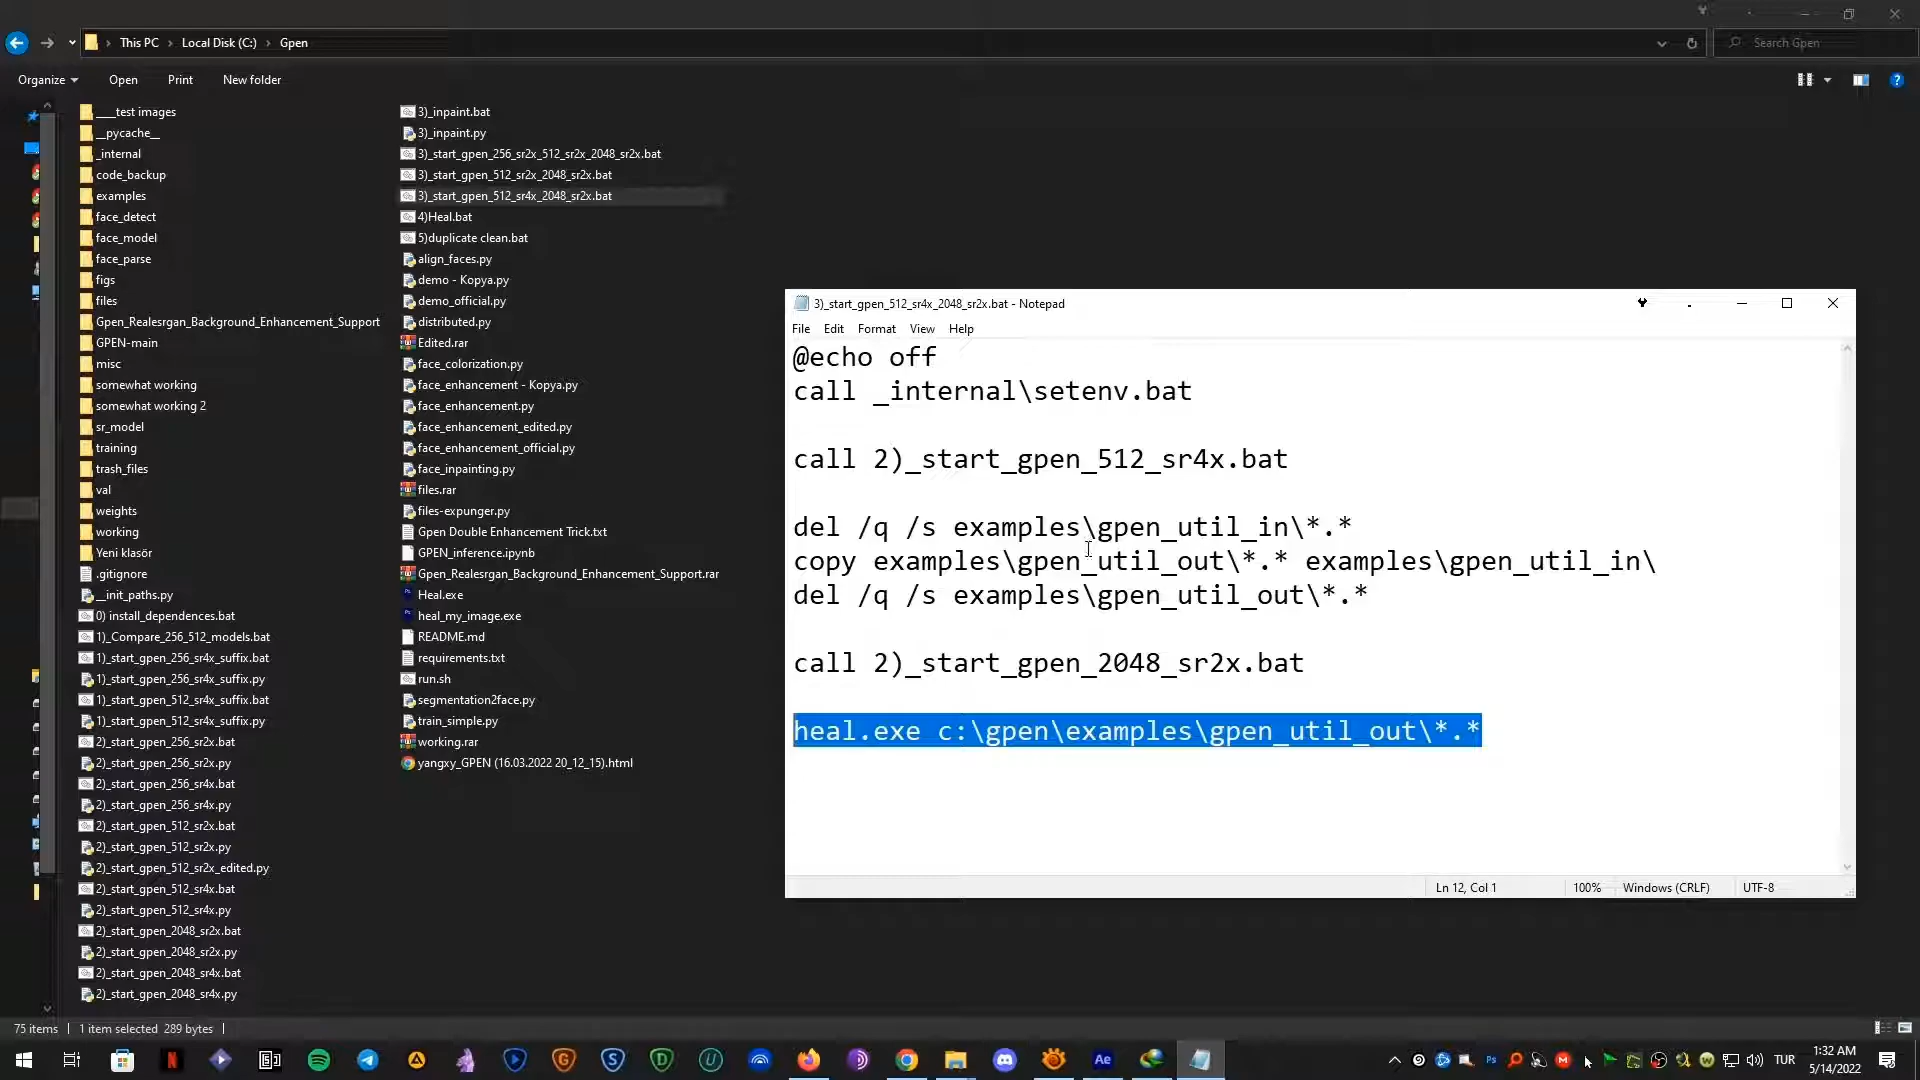 This PC > Local Disk (C:) > Gpen
Search Gpen
Organize
Open
Print
New folder
___test images
__pycache__
_internal
code_backup
examples
face_detect
face_model
face_parse
figs
files
Gpen_Realesrgan_Background_Enhancement_Support
GPEN-main
misc
somewhat working
somewhat working 2
sr_model
training
trash_files
val
weights
working
Yeni klasör
.gitignore
__init_paths.py
0) install_dependences.bat
1)_Compare_256_512_models.bat
1)_start_gpen_256_sr4x_suffix.bat
1)_start_gpen_256_sr4x_suffix.py
1)_start_gpen_512_sr4x_suffix.bat
1)_start_gpen_512_sr4x_suffix.py
2)_start_gpen_256_sr2x.bat
2)_start_gpen_256_sr2x.py
2)_start_gpen_256_sr4x.bat
2)_start_gpen_256_sr4x.py
2)_start_gpen_512_sr2x.bat
2)_start_gpen_512_sr2x.py
2)_start_gpen_512_sr2x_edited.py
2)_start_gpen_512_sr4x.bat
2)_start_gpen_512_sr4x.py
2)_start_gpen_2048_sr2x.bat
2)_start_gpen_2048_sr2x.py
2)_start_gpen_2048_sr4x.bat
2)_start_gpen_2048_sr4x.py
3)_inpaint.bat
3)_inpaint.py
3)_start_gpen_256_sr2x_512_sr2x_2048_sr2x.bat
3)_start_gpen_512_sr2x_2048_sr2x.bat
3)_start_gpen_512_sr4x_2048_sr2x.bat
4)Heal.bat
5)duplicate clean.bat
align_faces.py
demo - Kopya.py
demo_official.py
distributed.py
Edited.rar
face_colorization.py
face_enhancement - Kopya.py
face_enhancement.py
face_enhancement_edited.py
face_enhancement_official.py
face_inpainting.py
files.rar
files-expunger.py
Gpen Double Enhancement Trick.txt
GPEN_inference.ipynb
Gpen_Realesrgan_Background_Enhancement_Support.rar
Heal.exe
heal_my_image.exe
README.md
requirements.txt
run.sh
segmentation2face.py
train_simple.py
working.rar
yangxy_GPEN (16.03.2022 20_12_15).html
3)_start_gpen_512_sr4x_2048_sr2x.bat - Notepad
File Edit Format View Help
@echo off
call _internal\setenv.bat
call 2)_start_gpen_512_sr4x.bat
del /q /s examples\gpen_util_in\*.*
copy examples\gpen_util_out\*.* examples\gpen_util_in\
del /q /s examples\gpen_util_out\*.*
call 2)_start_gpen_2048_sr2x.bat
heal.exe c:\gpen\examples\gpen_util_out\*.*
Ln 12, Col 1
100%
Windows (CRLF)
UTF-8
75 items
1 item selected 289 bytes
Ae
Ps
TUR
1:32 AM
5/14/2022